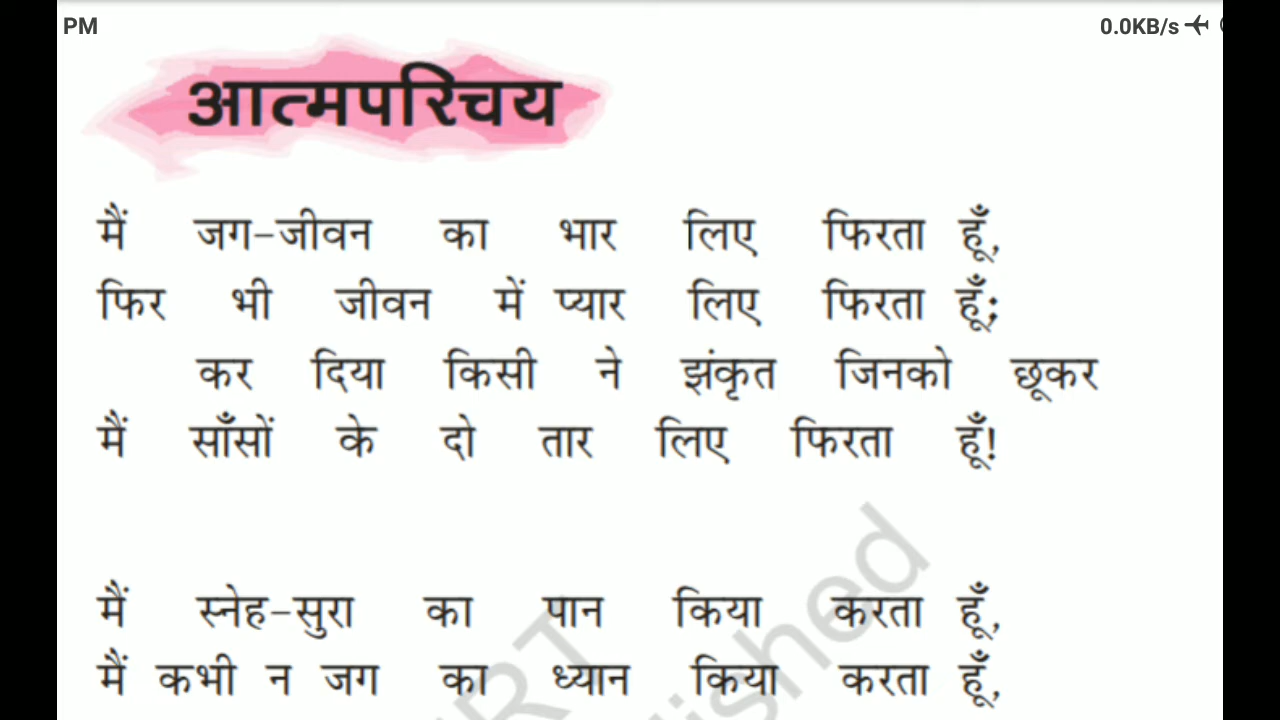 PM 0.0KB/s
आत्मपरिचय
मैं जग-जीवन का भार लिए फिरता हूँ,
फिर भी जीवन में प्यार लिए फिरता हूँ;
कर दिया किसी ने झंकृत जिनको छूकर
मैं साँसों के दो तार लिए फिरता हूँ!
मैं स्नेह-सुरा का पान किया करता हूँ,
मैं कभी न जग का ध्यान किया करता हूँ,